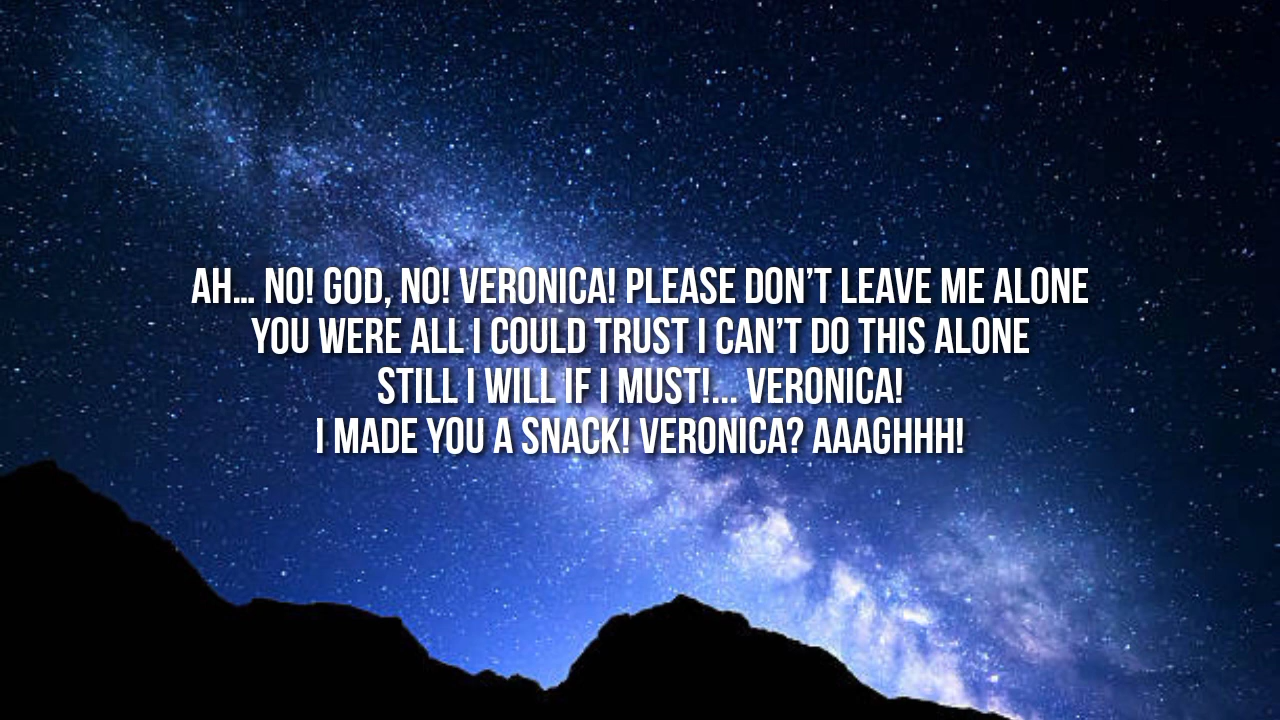 AH... NO! GOD, NO! VERONICA! PLEASE DON’T LEAVE ME ALONE
YOU WERE ALL I COULD TRUST I CAN’T DO THIS ALONE
STILL I WILL IF I MUST!... VERONICA!
I MADE YOU A SNACK! VERONICA? AAAGHHH!